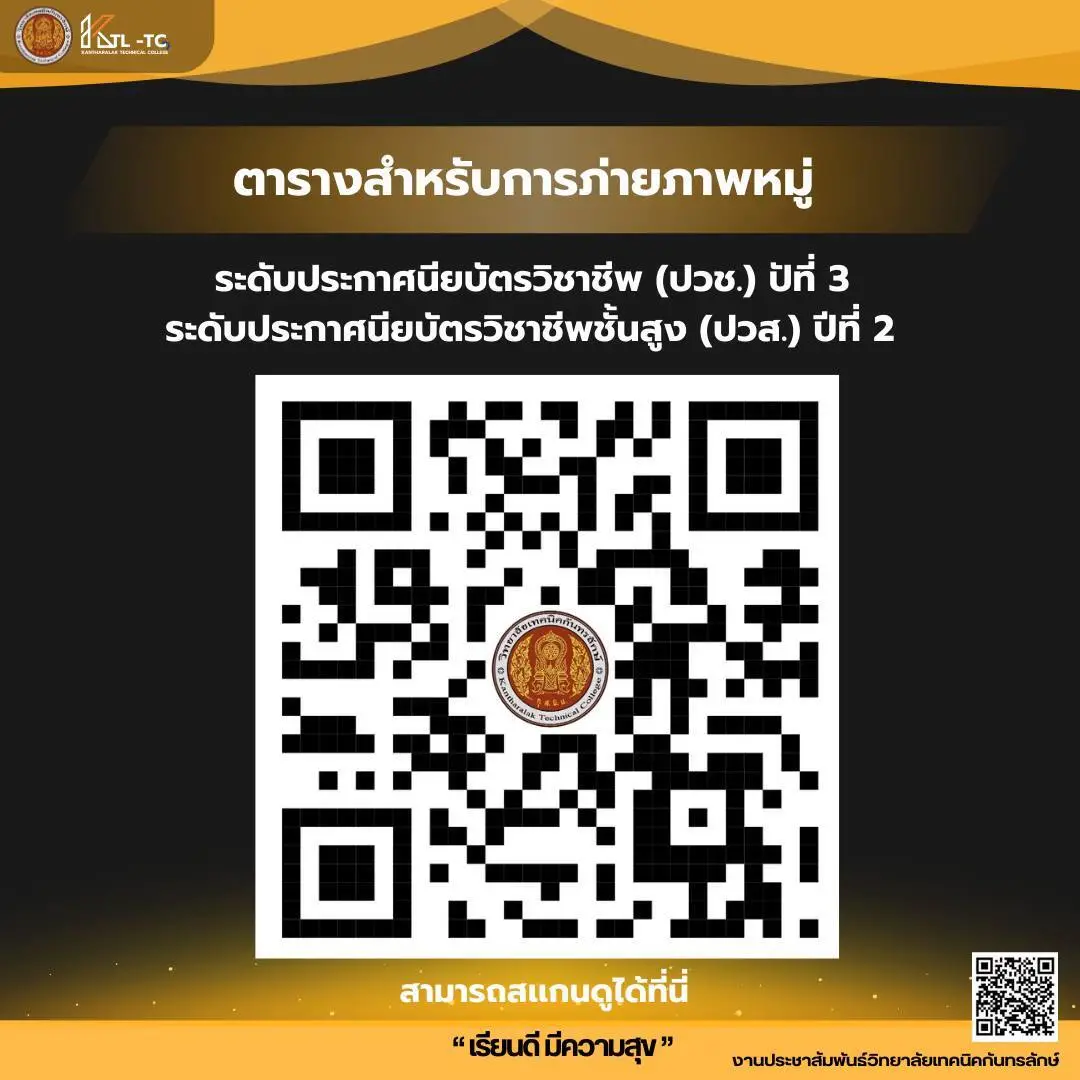 KTL -TC
KANTHARALAK TECHNICAL COLLEGE
ตารางสำหรับการถ่ายภาพหมู่
ระดับประกาศนียบัตรวิชาชีพ (ปวช.) ปีที่ 3
ระดับประกาศนียบัตรวิชาชีพชั้นสูง (ปวส.) ปีที่ 2
วิทยาลัยเทคนิคกันทรลักษ์
Kantharalak Technical College
สามารถสแกนดูได้ที่นี่
“ เรียนดี มีความสุข ”
งานประชาสัมพันธ์วิทยาลัยเทคนิคกันทรลักษ์